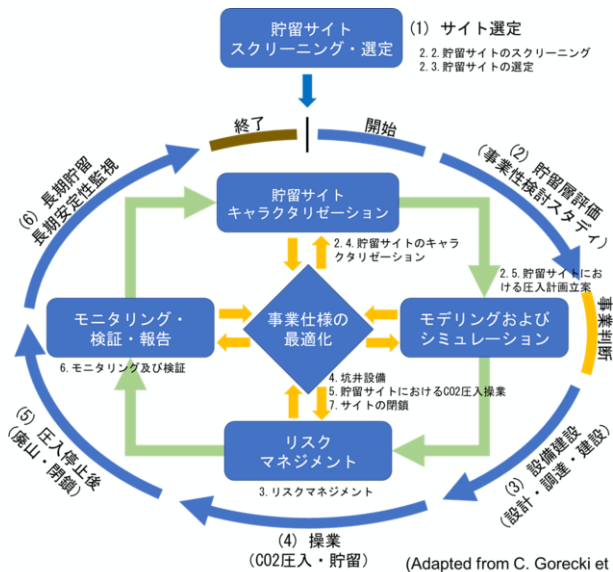 貯留サイト
スクリーニング・選定
(1) サイト選定
2.2.貯留サイトのスクリーニング
2.3.貯留サイトの選定
終了
開始
(2) 貯留層評価
(事業性検討スタディ)
(6) 長期貯留
長期安定性監視
貯留サイト
キャラクタリゼーション
2.4.貯留サイトのキャラ
クタリゼーション
2.5.貯留サイトにお
ける圧入計画立案
事業判断
モニタリング・
検証・報告
事業仕様の
最適化
モデリングおよび
シミュレーション
6.モニタリング及び検証
4. 坑井設備
5.貯留サイトにおけるCO2圧入操業
7.サイトの閉鎖
リスク
マネジメント
3.リスクマネジメント
(3) 設備建設
(設計・調達・建設)
(5) 圧入停止後
(廃山・閉鎖)
(4) 操業
(CO2圧入・貯留)
(Adapted from C. Gorecki et